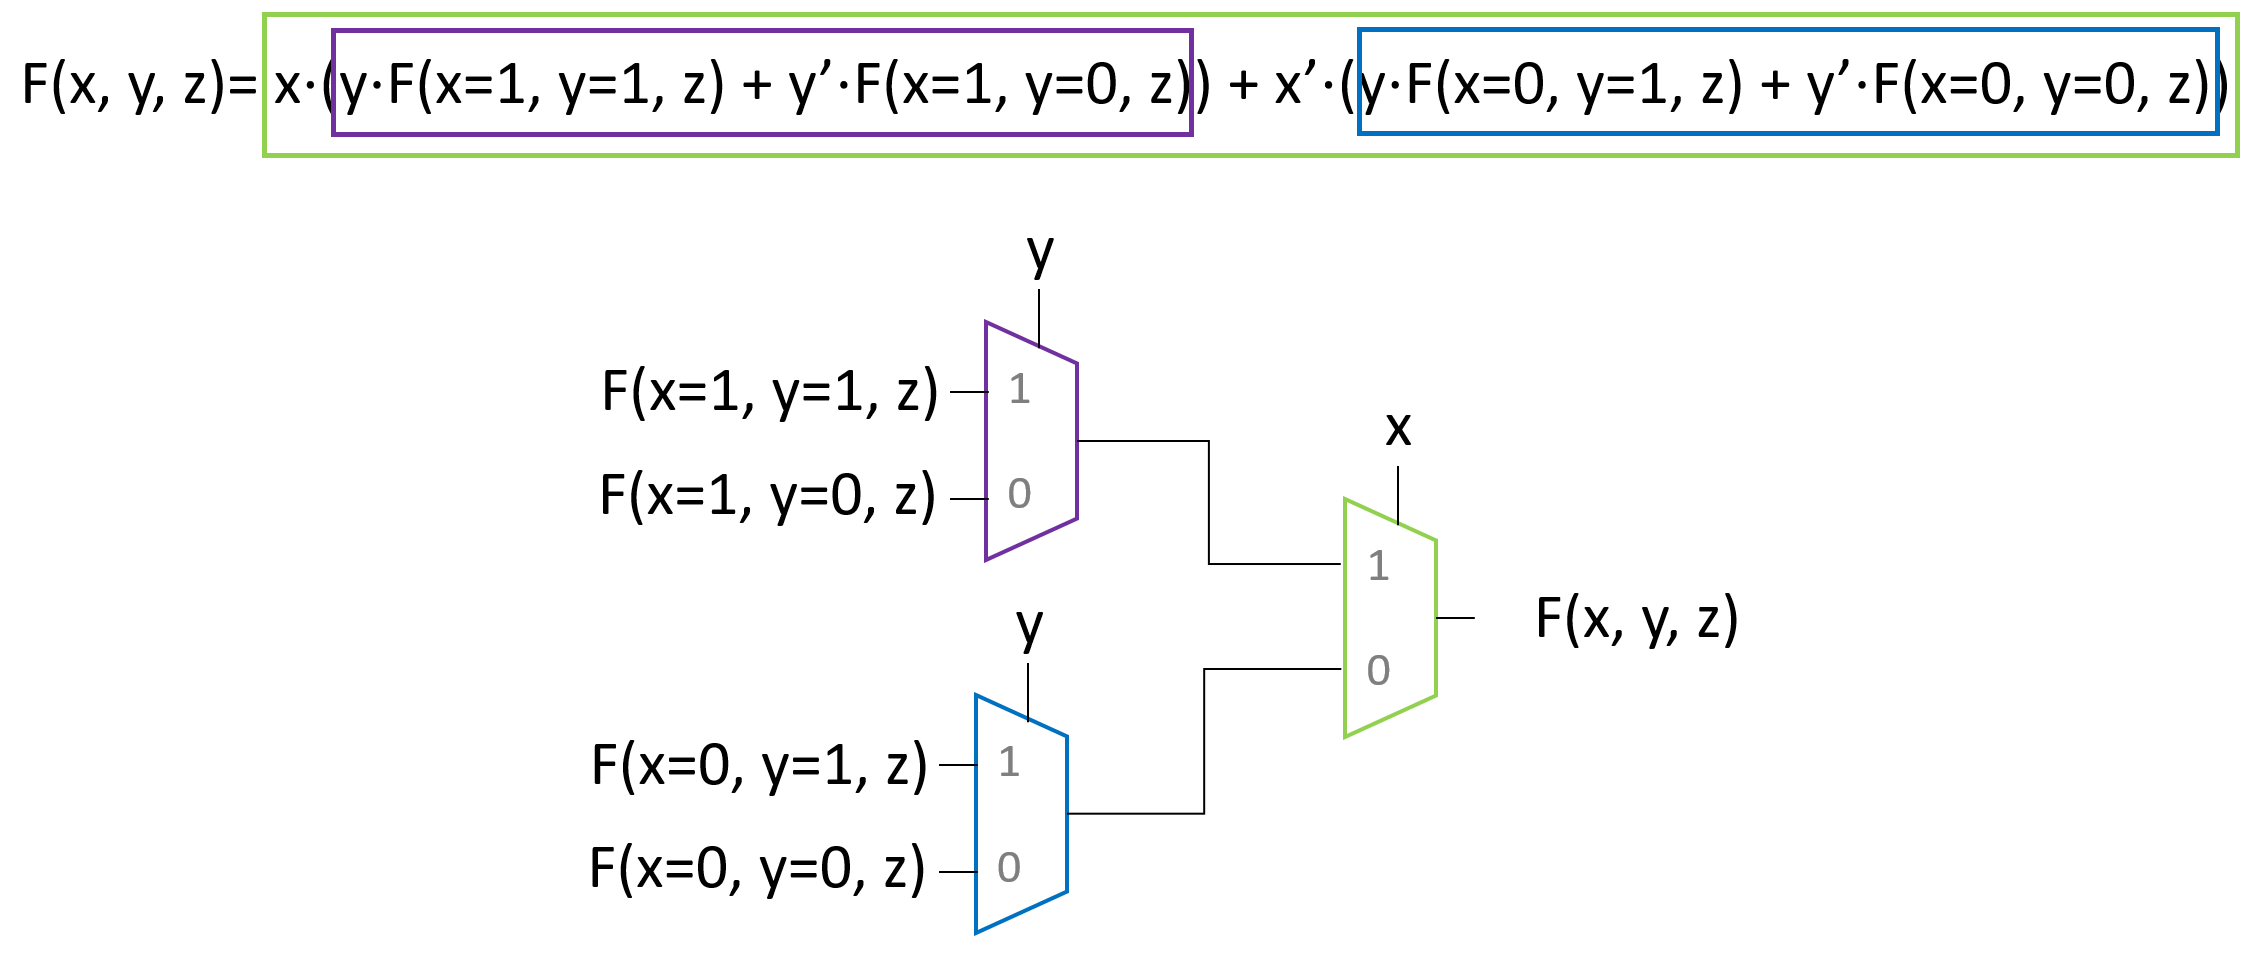 F(x, y, z)= x·(y·F(x=1, y=1, z) + y’·F(x=1, y=0, z)) + x’·(y·F(x=0, y=1, z) + y’·F(x=0, y=0, z))
y
F(x=1, y=1, z)
1
F(x=1, y=0, z)
0
x
1
0
F(x, y, z)
y
F(x=0, y=1, z)
1
F(x=0, y=0, z)
0